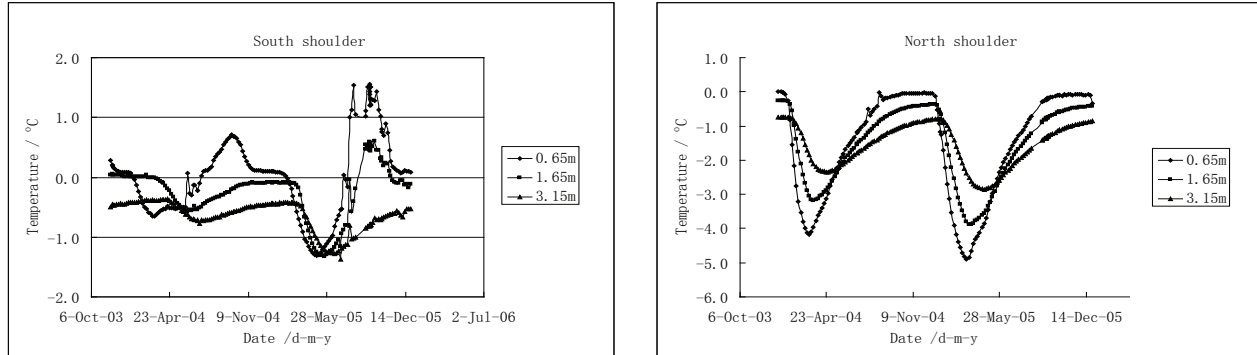 South shoulder
2.0
1.0
0.0
-1.0
-2.0
Temperature / °C
6-Oct-03 23-Apr-04 9-Nov-04 28-May-05 14-Dec-05 2-Jul-06
Date /d-m-y
0.65m
1.65m
3.15m
North shoulder
1.0
0.0
-1.0
-2.0
-3.0
-4.0
-5.0
-6.0
Temperature / °C
6-Oct-03 23-Apr-04 9-Nov-04 28-May-05 14-Dec-05
Date /d-m-y
0.65m
1.65m
3.15m